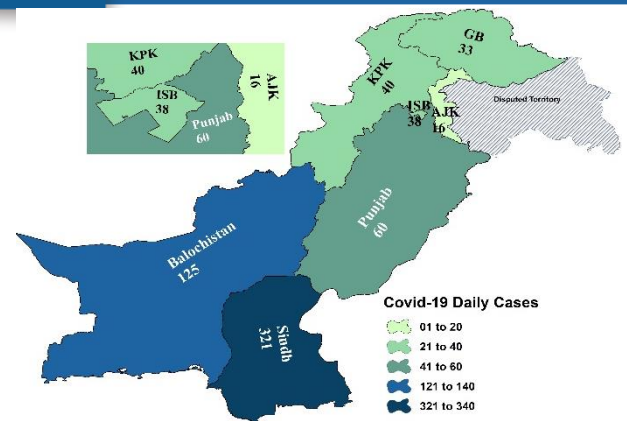 KPK
40
ISB
38
Punjab
60
AJK
16
GB
33
KPK
40
ISB
38
AJK
16
Disputed Territory
Punjab
60
Balochistan
125
Sindh
321
Covid-19 Daily Cases
01 to 20
21 to 40
41 to 60
121 to 140
321 to 340